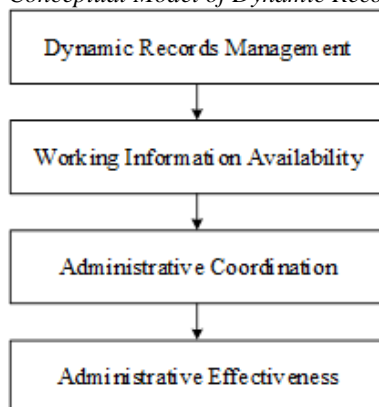 Conceptual Model of Dynamic Reco
Dynamic Records Management
Working Information Availability
Administrative Coordination
Administrative Effectiveness